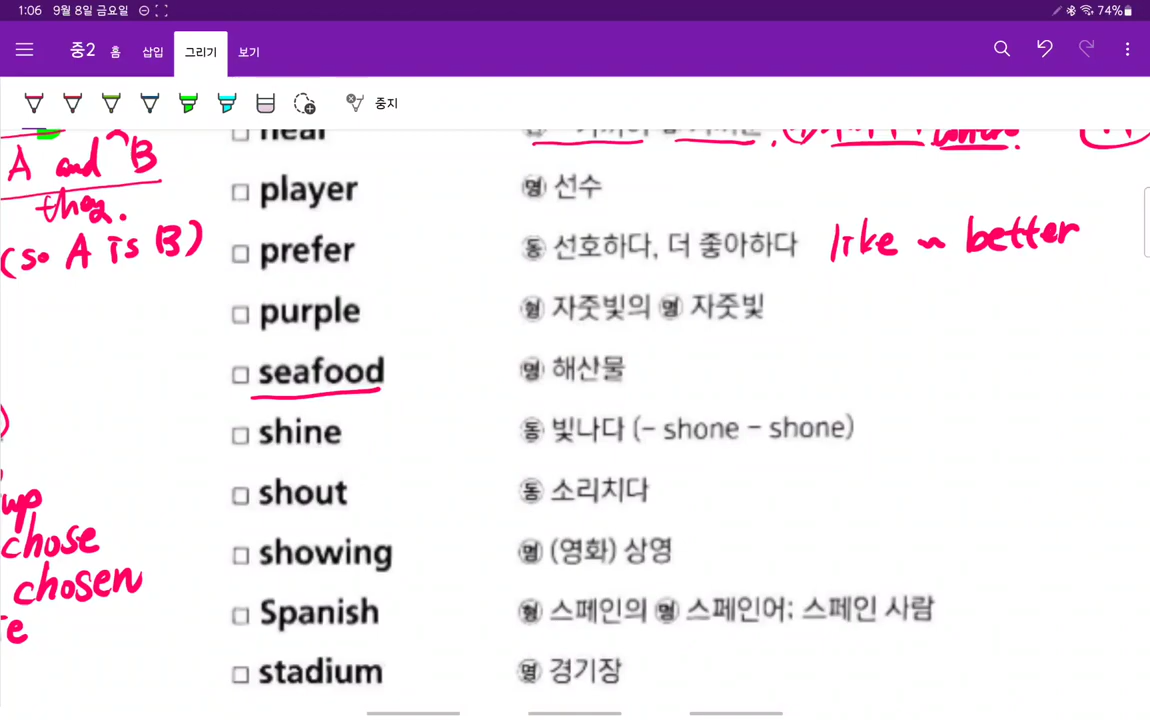 1:06 9월 8일 금요일 74%
중2 홈 삽입 그리기 보기
중지
near
A and B
they.
(so A is B)
player 명 선수
prefer 동 선호하다, 더 좋아하다 like ~ better
purple 형 자줏빛의 명 자줏빛
seafood 명 해산물
shine 동 빛나다 (– shone – shone)
shout 동 소리치다
up
showing 명 (영화) 상영
chose
chosen
Spanish 형 스페인의 명 스페인어; 스페인 사람
stadium 명 경기장